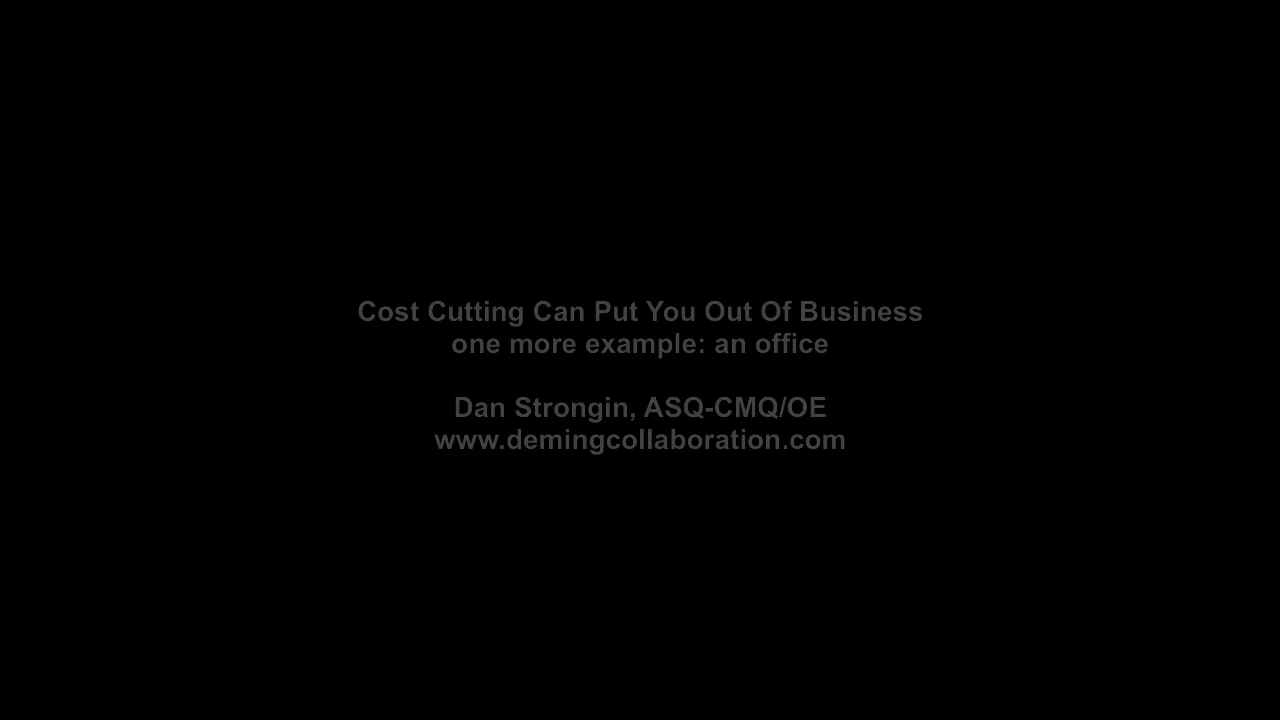 Cost Cutting Can Put You Out Of Business
one more example: an office
Dan Strongin, ASQ-CMQ/OE
www.demingcollaboration.com